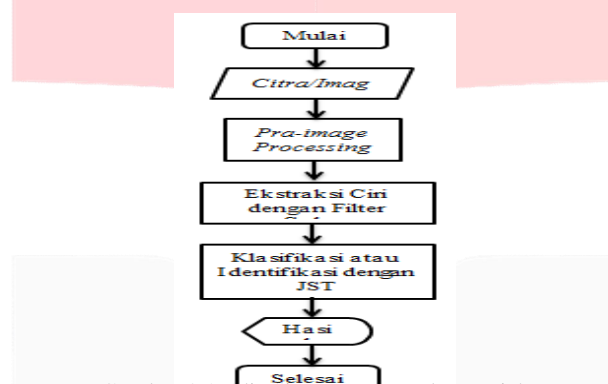 Mulai
Citra/Imag
Pra-image
Processing
Ekstraksi Ciri
dengan Filter
Klasifikasi atau
Identifikasi dengan
JST
Hasi
Selesai